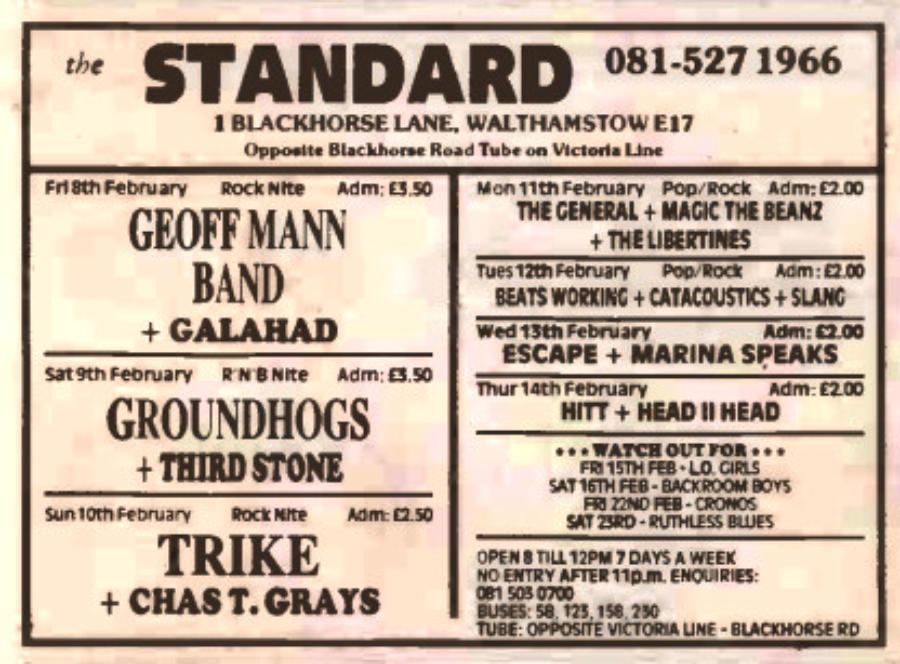 the STANDARD 081-527 1966
1 BLACKHORSE LANE, WALTHAMSTOW E17
Opposite Blackhorse Road Tube on Victoria Line
Fri 8th February Rock Nite Adm: £3.50
GEOFF MANN
BAND
+ GALAHAD
Sat 9th February R'N'B Nite Adm: £3.50
GROUNDHOGS
+ THIRD STONE
Sun 10th February Rock Nite Adm: £2.50
TRIKE
+ CHAS T. GRAYS
Mon 11th February Pop/Rock Adm: £2.00
THE GENERAL + MAGIC THE BEANZ
+ THE LIBERTINES
Tues 12th February Pop/Rock Adm: £2.00
BEATS WORKING + CATACOUSTICS + SLANG
Wed 13th February Adm: £2.00
ESCAPE + MARINA SPEAKS
Thur 14th February Adm: £2.00
HITT + HEAD II HEAD
• • • WATCH OUT FOR • • •
FRI 15TH FEB - L.O. GIRLS
SAT 16TH FEB - BACKROOM BOYS
FRI 22ND FEB - CRONOS
SAT 23RD - RUTHLESS BLUES
OPEN 8 TILL 12PM 7 DAYS A WEEK
NO ENTRY AFTER 11p.m. ENQUIRIES:
081 503 0700
BUSES: 58, 123, 158, 230
TUBE: OPPOSITE VICTORIA LINE - BLACKHORSE RD